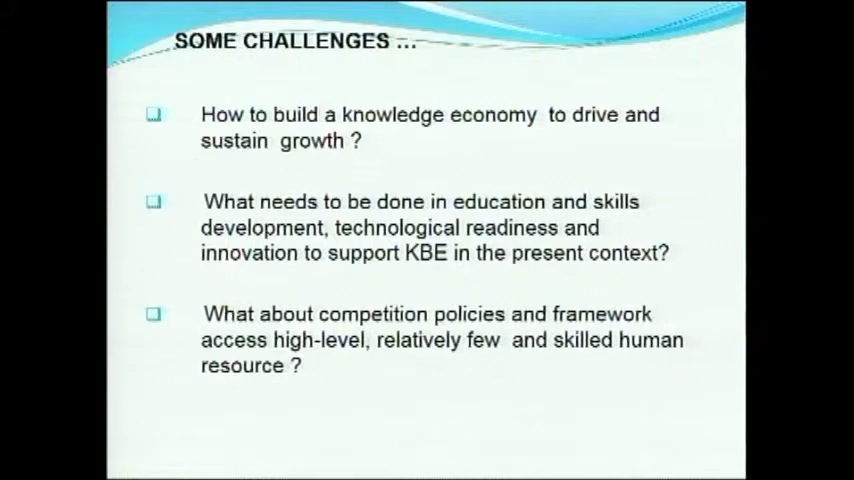 SOME CHALLENGES ...
How to build a knowledge economy to drive and
sustain growth ?
What needs to be done in education and skills
development, technological readiness and
innovation to support KBE in the present context?
What about competition policies and framework
access high-level, relatively few and skilled human
resource ?